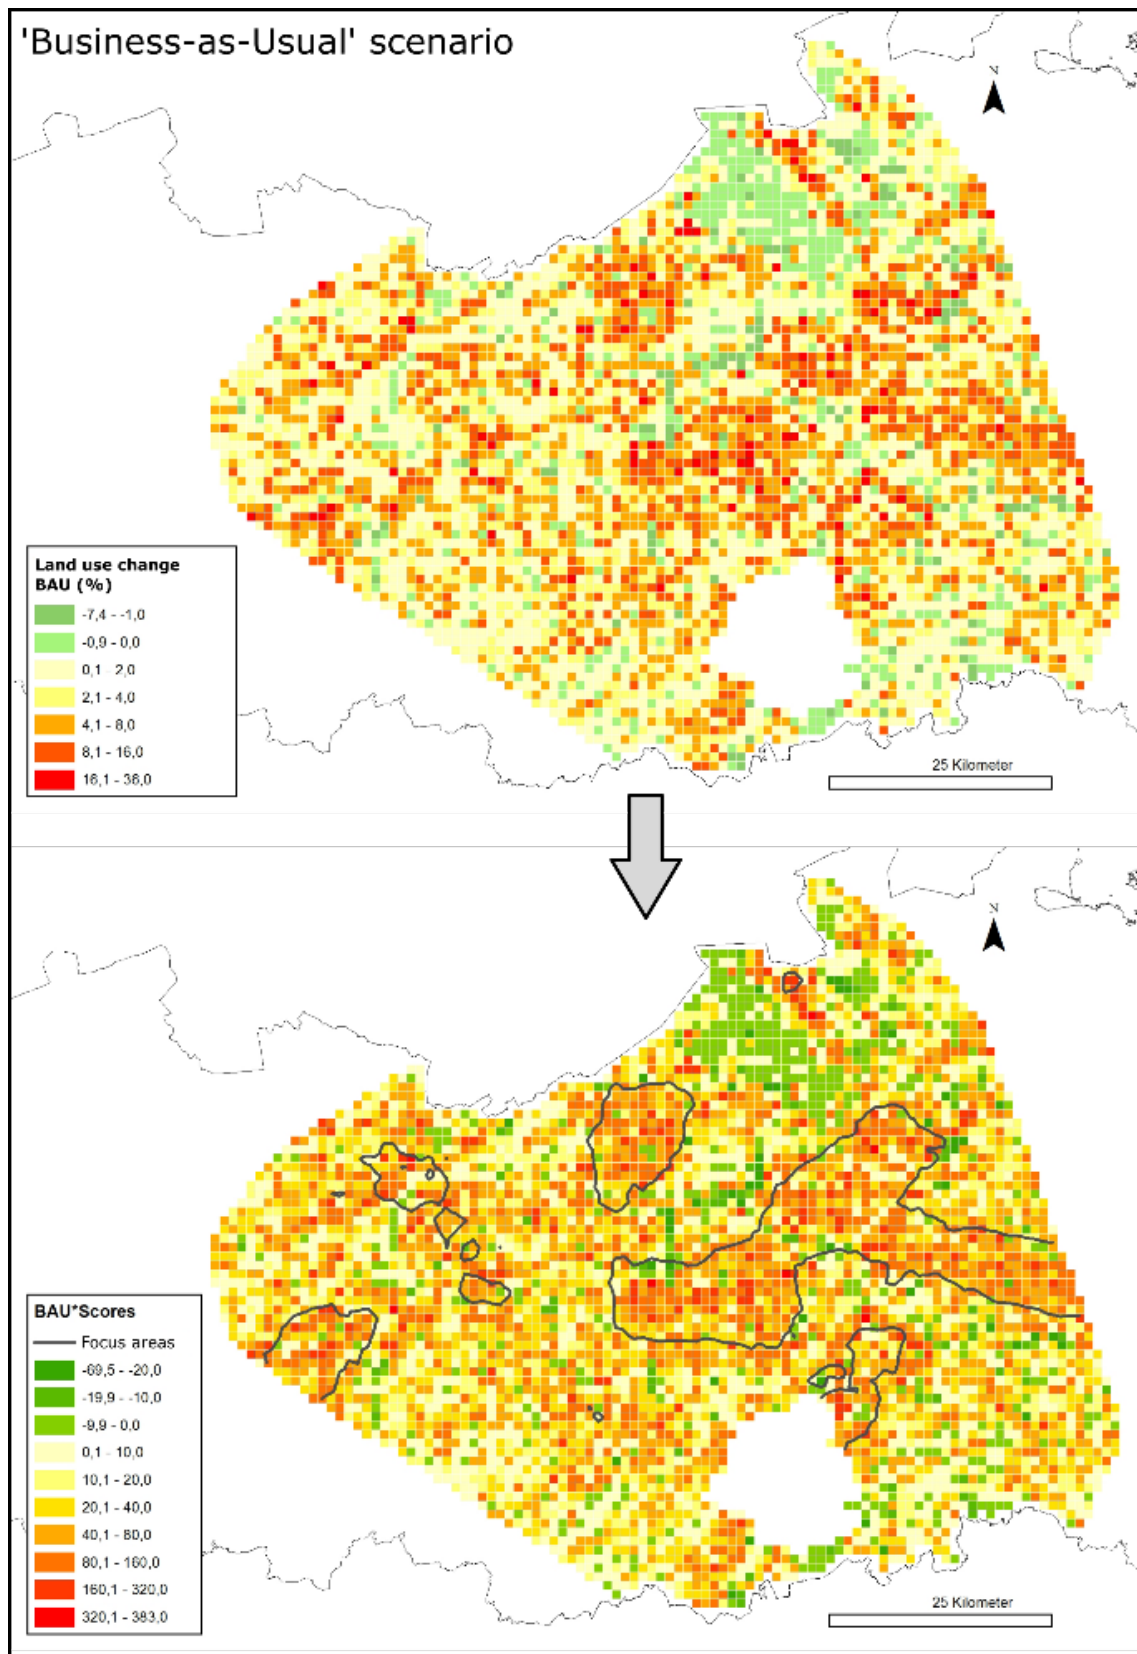 'Business-as-Usual' scenario
N
Land use change
BAU (%)
-7,4 - -1,0
-0,9 - 0,0
0,1 - 2,0
2,1 - 4,0
4,1 - 8,0
8,1 - 16,0
16,1 - 36,0
25 Kilometer
N
BAU*Scores
Focus areas
-69,5 - -20,0
-19,9 - -10,0
-9,9 - 0,0
0,1 - 10,0
10,1 - 20,0
20,1 - 40,0
40,1 - 80,0
80,1 - 160,0
160,1 - 320,0
320,1 - 383,0
25 Kilometer